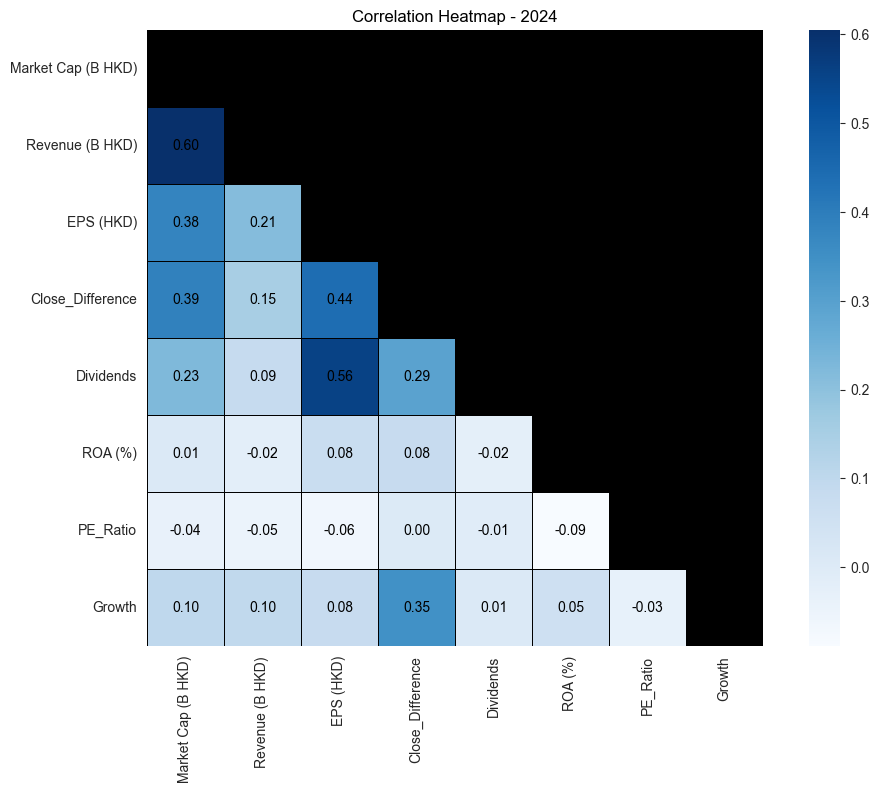 Correlation Heatmap - 2024
Market Cap (B HKD)
Revenue (B HKD) 0.60
EPS (HKD) 0.38 0.21
Close_Difference 0.39 0.15 0.44
Dividends 0.23 0.09 0.56 0.29
ROA (%) 0.01 -0.02 0.08 0.08 -0.02
PE_Ratio -0.04 -0.05 -0.06 0.00 -0.01 -0.09
Growth 0.10 0.10 0.08 0.35 0.01 0.05 -0.03
Market Cap (B HKD)
Revenue (B HKD)
EPS (HKD)
Close_Difference
Dividends
ROA (%)
PE_Ratio
Growth
0.6
0.5
0.4
0.3
0.2
0.1
0.0